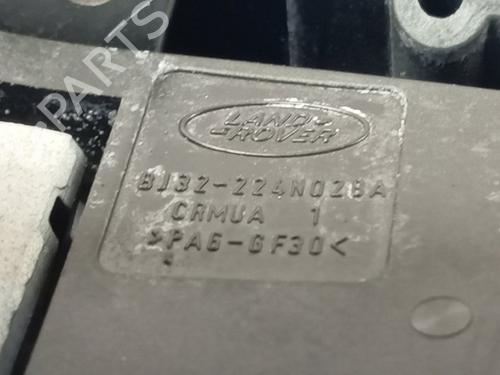 PARTS
LAND-
ROVER
BJ32-224N02BA
CRMUA 1
>PA6-GF30<